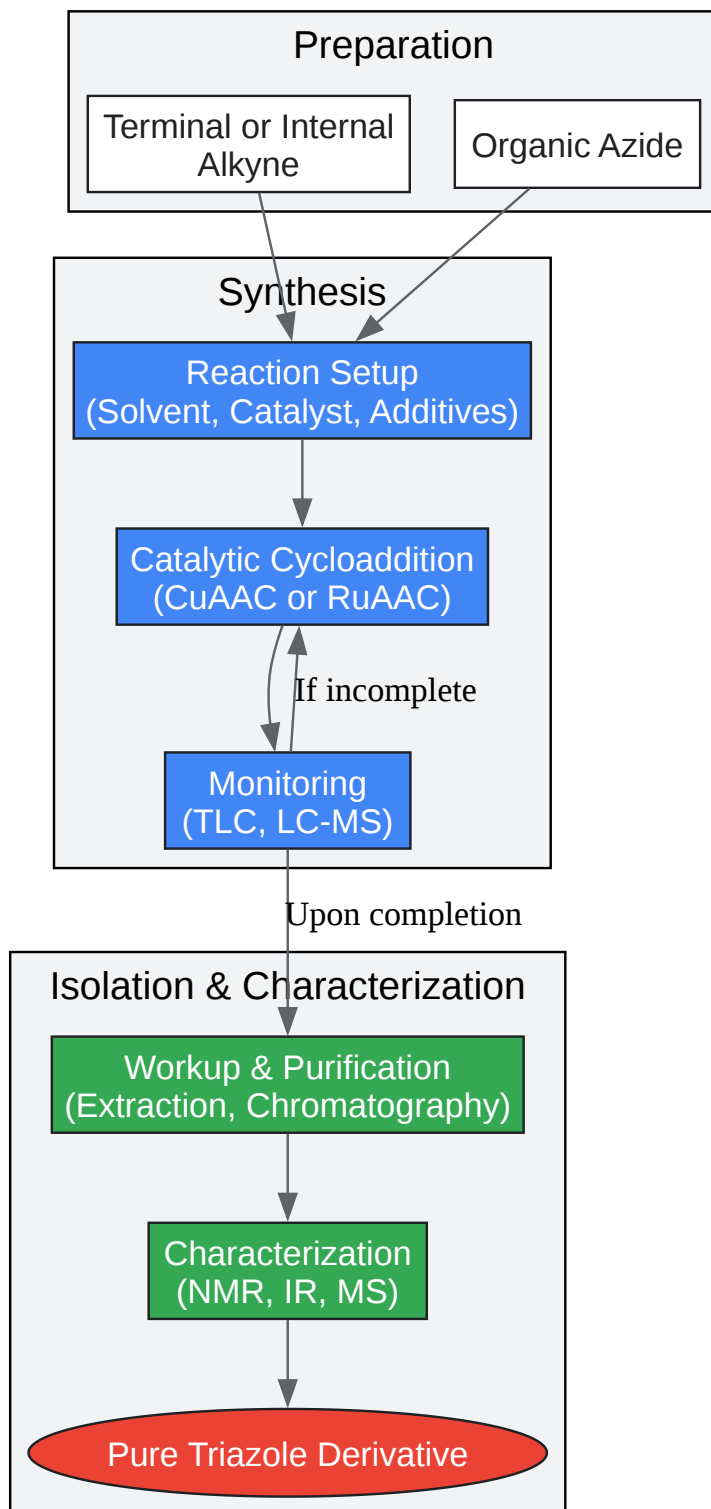 Preparation
Terminal or Internal
Alkyne
Organic Azide
Synthesis
Reaction Setup
(Solvent, Catalyst, Additives)
Catalytic Cycloaddition
(CuAAC or RuAAC)
If incomplete
Monitoring
(TLC, LC-MS)
Upon completion
Isolation & Characterization
Workup & Purification
(Extraction, Chromatography)
Characterization
(NMR, IR, MS)
Pure Triazole Derivative